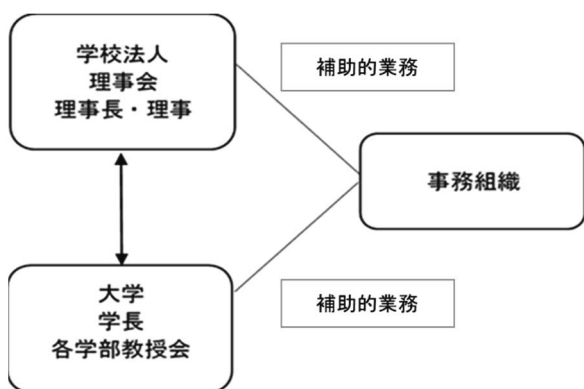 学校法人
理事会
理事長・理事
補助的業務
事務組織
大学
学長
各学部教授会
補助的業務